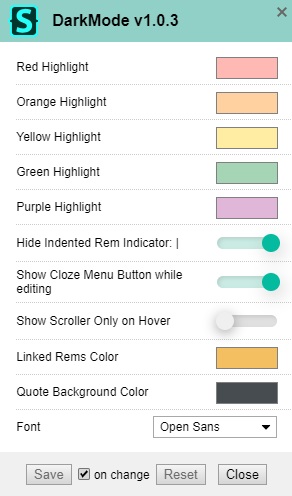 S DarkMode v1.0.3 ×
Red Highlight
Orange Highlight
Yellow Highlight
Green Highlight
Purple Highlight
Hide Indented Rem Indicator: |
Show Cloze Menu Button while
editing
Show Scroller Only on Hover
Linked Rems Color
Quote Background Color
Font Open Sans
Save on change Reset Close